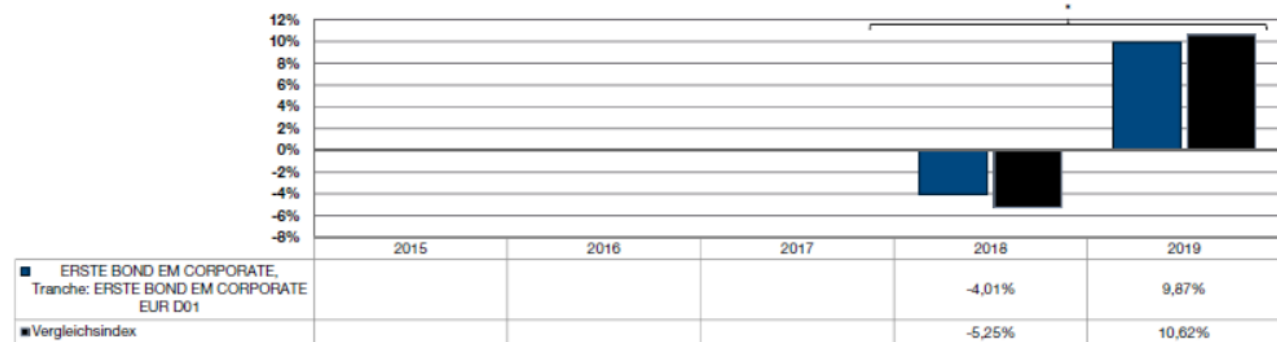 *
12%
10%
8%
6%
4%
2%
0%
-2%
-4%
-6%
-8%
2015 2016 2017 2018 2019
ERSTE BOND EM CORPORATE,
Tranche: ERSTE BOND EM CORPORATE
EUR D01
-4,01% 9,87%
Vergleichsindex -5,25% 10,62%